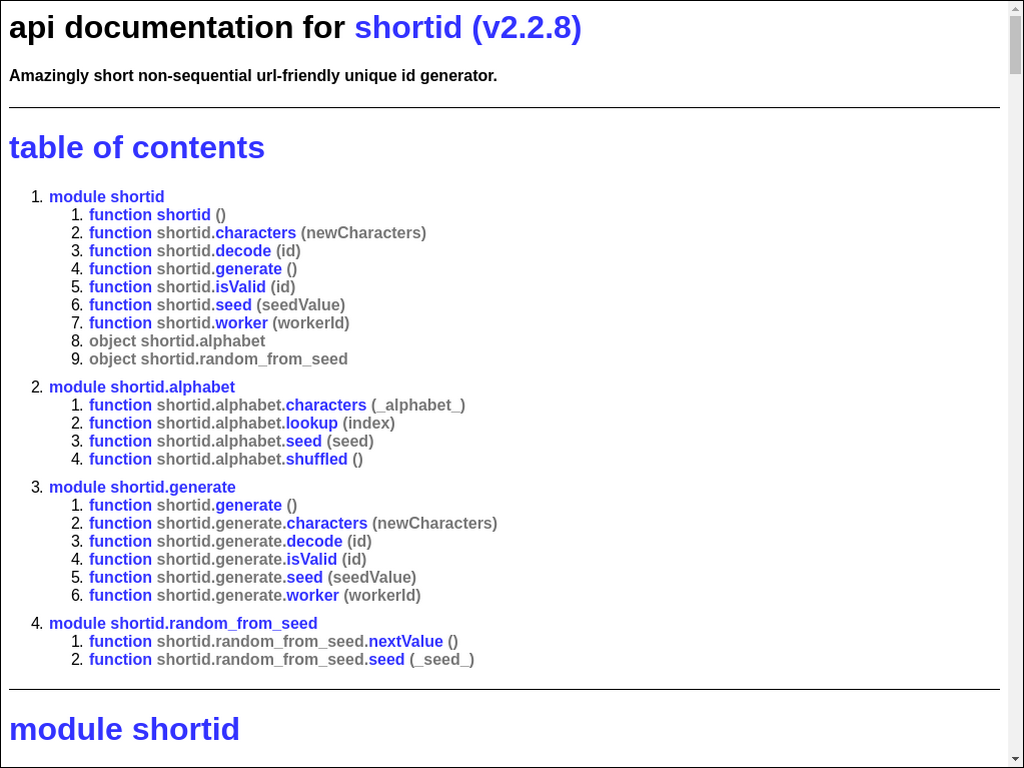 api documentation for shortid (v2.2.8)
Amazingly short non-sequential url-friendly unique id generator.
table of contents
1. module shortid
1. function shortid ()
2. function shortid.characters (newCharacters)
3. function shortid.decode (id)
4. function shortid.generate ()
5. function shortid.isValid (id)
6. function shortid.seed (seedValue)
7. function shortid.worker (workerId)
8. object shortid.alphabet
9. object shortid.random_from_seed
2. module shortid.alphabet
1. function shortid.alphabet.characters (_alphabet_)
2. function shortid.alphabet.lookup (index)
3. function shortid.alphabet.seed (seed)
4. function shortid.alphabet.shuffled ()
3. module shortid.generate
1. function shortid.generate ()
2. function shortid.generate.characters (newCharacters)
3. function shortid.generate.decode (id)
4. function shortid.generate.isValid (id)
5. function shortid.generate.seed (seedValue)
6. function shortid.generate.worker (workerId)
4. module shortid.random_from_seed
1. function shortid.random_from_seed.nextValue ()
2. function shortid.random_from_seed.seed (_seed_)
module shortid